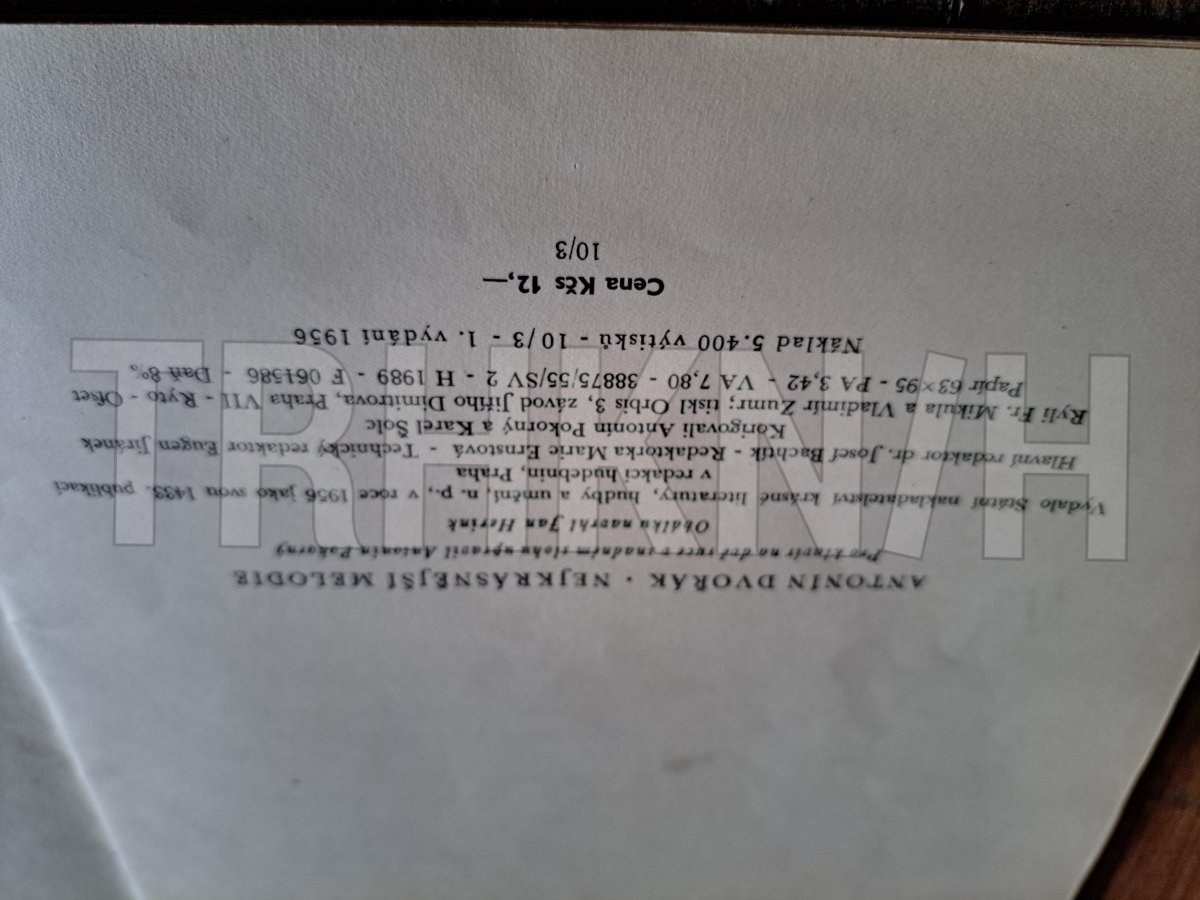 ANTONÍN DVOŘÁK · NEJKRÁSNĚJŠÍ MELODIE
Pro klavír na dvě ruce v snadném slohu upravil Antonín Pokorný
Obálku navrhl Jan Herink
Vydalo Státní nakladatelství krásné literatury, hudby a umění, n. p., v roce 1956 jako svou 1433. publikaci
v redakci hudebnin, Praha
Hlavní redaktor dr. Josef Bachtík - Redaktorka Marie Ernstová - Technický redaktor Eugen Jiránek
Korigovali Antonín Pokorný a Karel Šolc
Ryli Fr. Mikula a Vladimír Zumr; tiskl Orbis 3, závod Jiřího Dimitrova, Praha VII - Ryto - Ofset
Papír 63×95 - PA 3,42 - VA 7,80 - 38875/55/SV 2 - H 1989 - F 061586 - Daň 8%
Náklad 5.400 výtisků - 10/3 - 1. vydání 1956
Cena Kčs 12,—
10/3
TRHKNIH